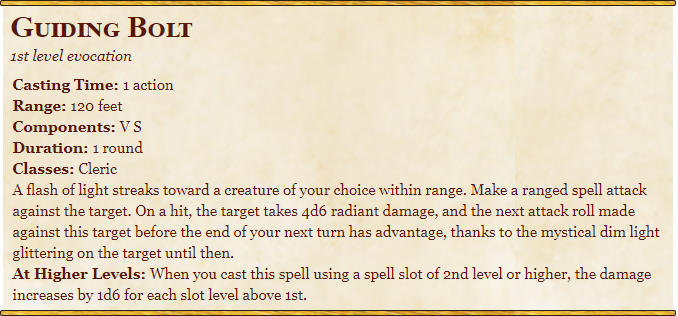 Guiding Bolt
1st level evocation
Casting Time: 1 action
Range: 120 feet
Components: V S
Duration: 1 round
Classes: Cleric
A flash of light streaks toward a creature of your choice within range. Make a ranged spell attack
against the target. On a hit, the target takes 4d6 radiant damage, and the next attack roll made
against this target before the end of your next turn has advantage, thanks to the mystical dim light
glittering on the target until then.
At Higher Levels: When you cast this spell using a spell slot of 2nd level or higher, the damage
increases by 1d6 for each slot level above 1st.